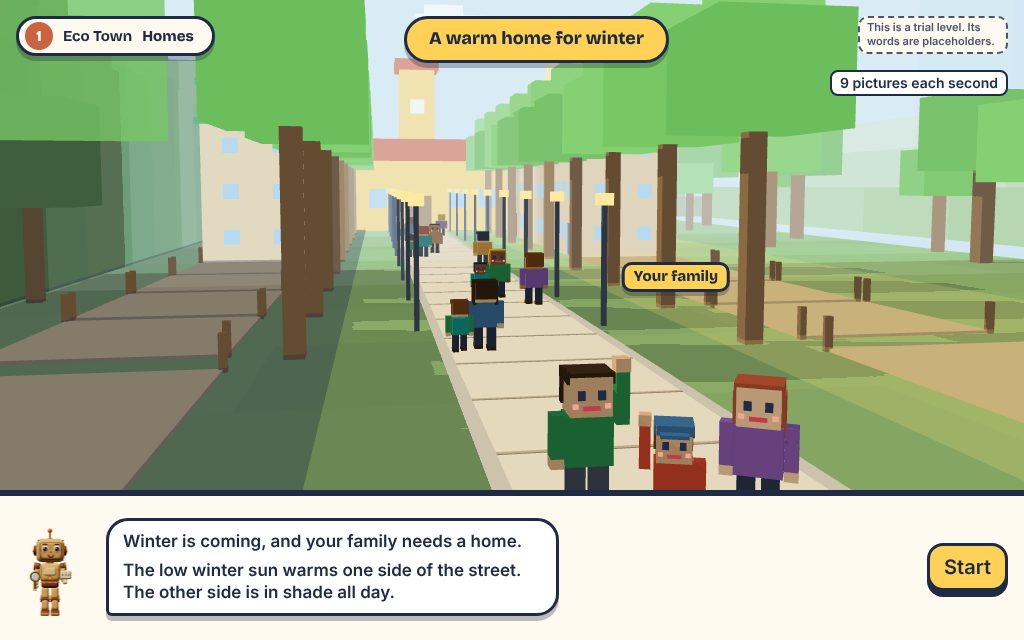 1 Eco Town Homes
A warm home for winter
This is a trial level. Its
words are placeholders.
9 pictures each second
Your family
Winter is coming, and your family needs a home.
The low winter sun warms one side of the street.
The other side is in shade all day.
Start